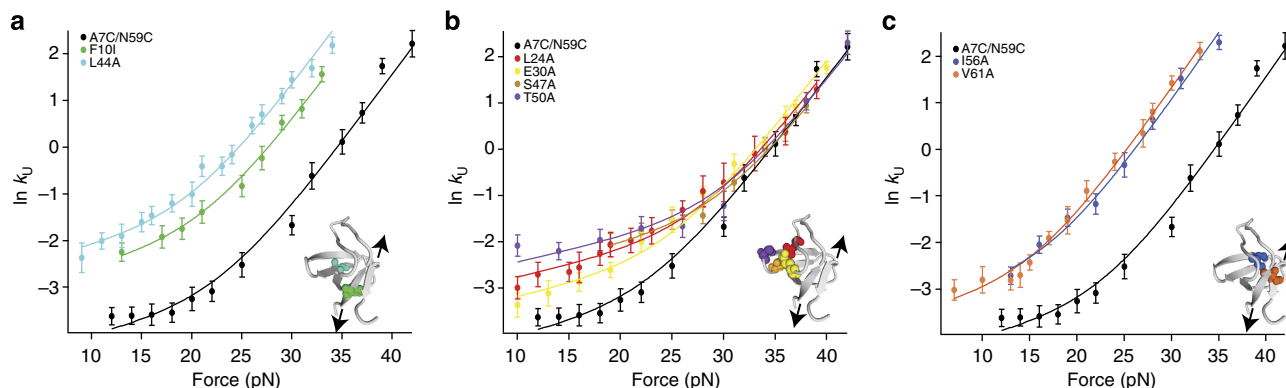 a
A7C/N59C
F10I
L44A
ln kU
2
1
0
−1
−2
−3
10 15 20 25 30 35 40
Force (pN)
b
A7C/N59C
L24A
E30A
S47A
T50A
ln kU
2
1
0
−1
−2
−3
10 15 20 25 30 35 40
Force (pN)
c
A7C/N59C
I56A
V61A
ln kU
2
1
0
−1
−2
−3
10 20 30 40
Force (pN)